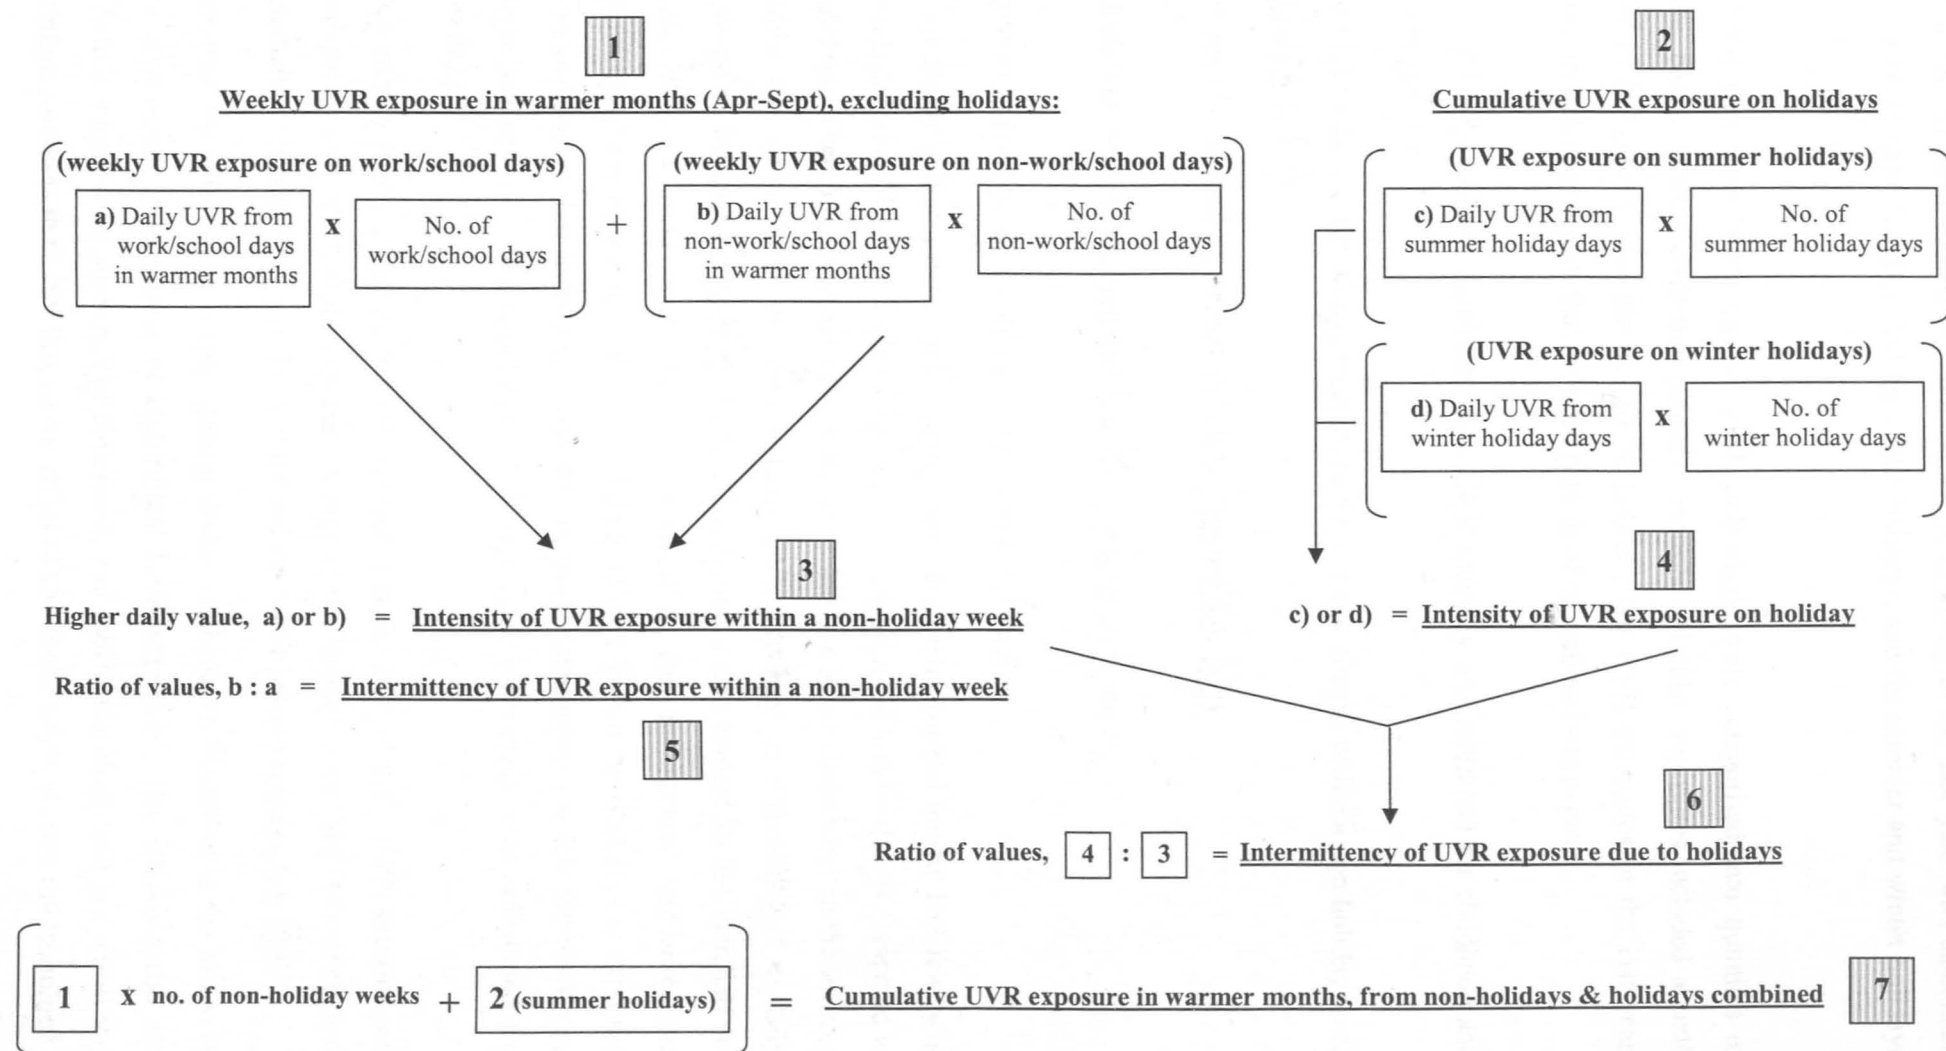 1
Weekly UVR exposure in warmer months (Apr-Sept), excluding holidays:
(weekly UVR exposure on work/school days)
a) Daily UVR from
work/school days
in warmer months
x
No. of
work/school days
+
(weekly UVR exposure on non-work/school days)
b) Daily UVR from
non-work/school days
in warmer months
x
No. of
non-work/school days
2
Cumulative UVR exposure on holidays
(UVR exposure on summer holidays)
c) Daily UVR from
summer holiday days
x
No. of
summer holiday days
(UVR exposure on winter holidays)
d) Daily UVR from
winter holiday days
x
No. of
winter holiday days
3
Higher daily value, a) or b) = Intensity of UVR exposure within a non-holiday week
4
c) or d) = Intensity of UVR exposure on holiday
Ratio of values, b : a = Intermittency of UVR exposure within a non-holiday week
5
6
Ratio of values, 4 : 3 = Intermittency of UVR exposure due to holidays
1 x no. of non-holiday weeks + 2 (summer holidays) = Cumulative UVR exposure in warmer months, from non-holidays & holidays combined 7